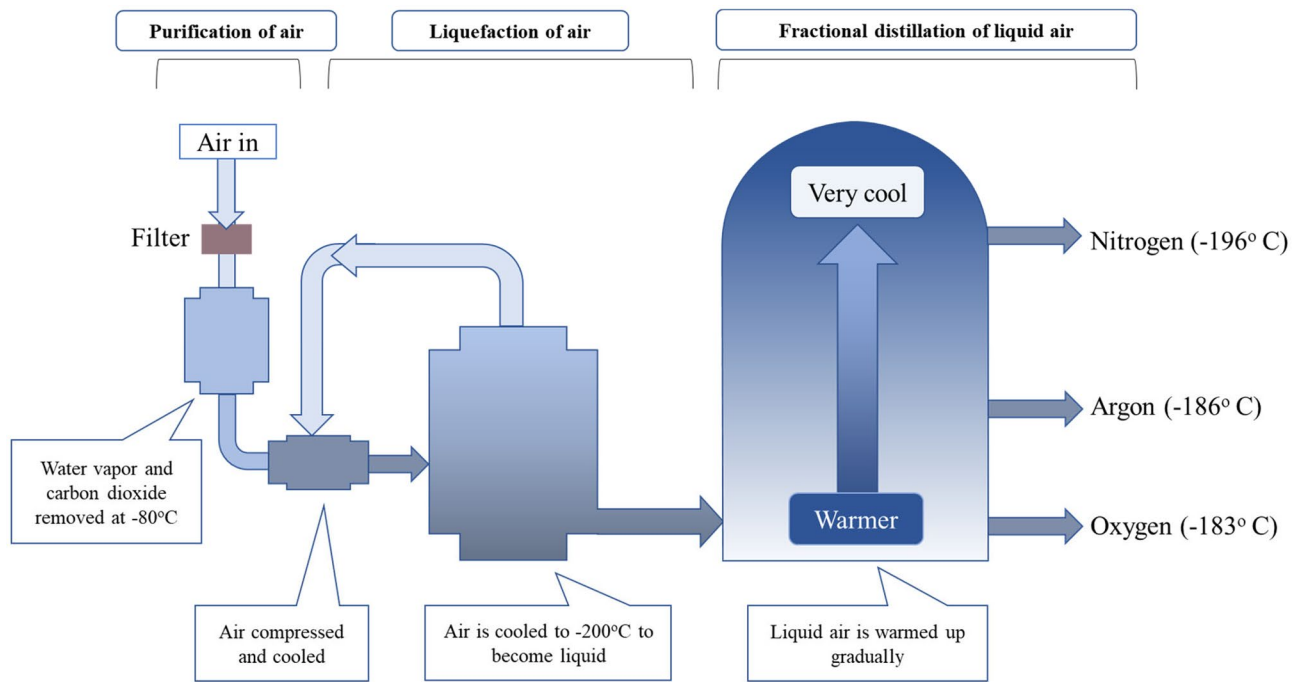 Purification of air
Liquefaction of air
Fractional distillation of liquid air
Air in
Filter
Water vapor and
carbon dioxide
removed at -80°C
Air compressed
and cooled
Air is cooled to -200°C to
become liquid
Very cool
Warmer
Liquid air is warmed up
gradually
Nitrogen (-196° C)
Argon (-186° C)
Oxygen (-183° C)